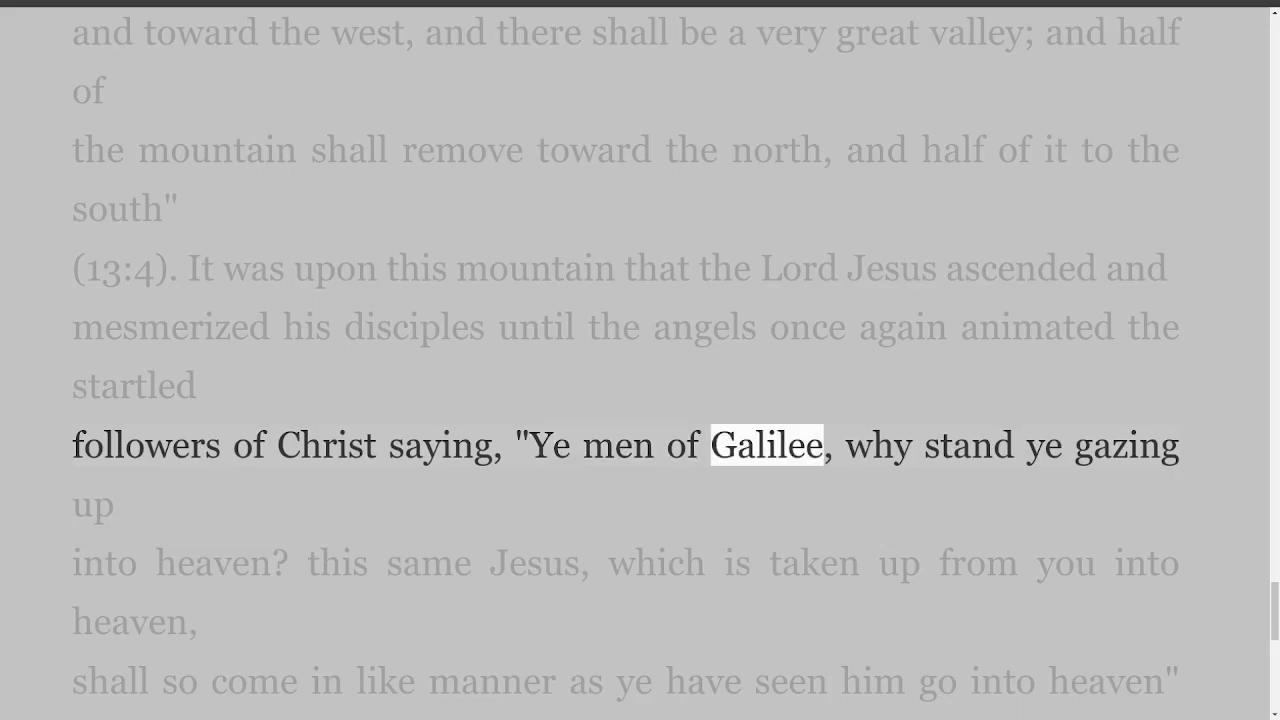 and toward the west, and there shall be a very great valley; and half
of
the mountain shall remove toward the north, and half of it to the
south"
(13:4). It was upon this mountain that the Lord Jesus ascended and
mesmerized his disciples until the angels once again animated the
startled
followers of Christ saying, "Ye men of Galilee, why stand ye gazing
up
into heaven? this same Jesus, which is taken up from you into
heaven,
shall so come in like manner as ye have seen him go into heaven"